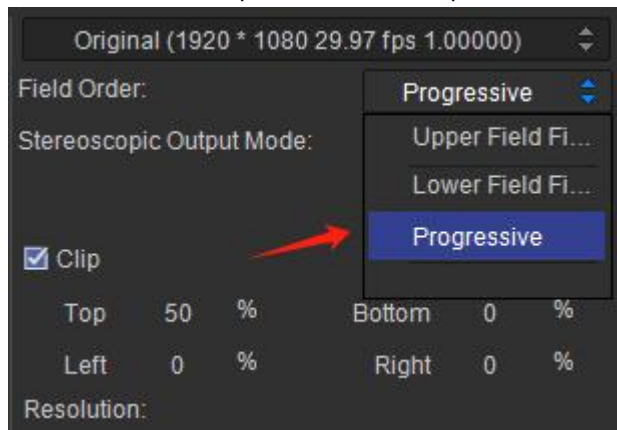 Original (1920 * 1080 29.97 fps 1.00000)
Field Order:
Progressive
Stereoscopic Output Mode:
Upper Field Fi...
Lower Field Fi...
Progressive
Clip
Top 50 % Bottom 0 %
Left 0 % Right 0 %
Resolution: